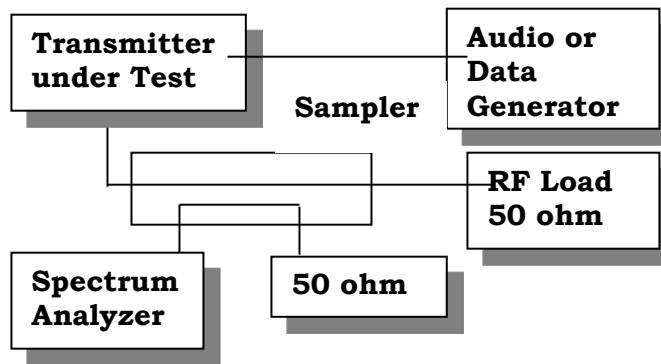 Transmitter
under Test
Audio or
Data
Generator
Sampler
RF Load
50 ohm
Spectrum
Analyzer
50 ohm